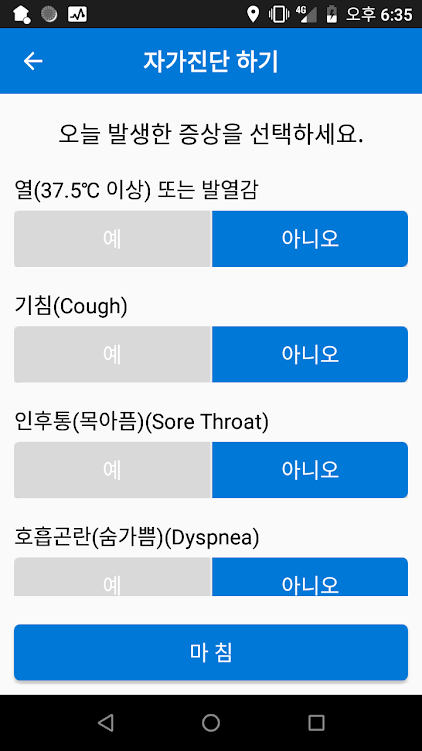 4G 오후 6:35
자가진단 하기
오늘 발생한 증상을 선택하세요.
열(37.5℃ 이상) 또는 발열감
예 아니오
기침(Cough)
예 아니오
인후통(목아픔)(Sore Throat)
예 아니오
호흡곤란(숨가쁨)(Dyspnea)
예 아니오
마 침